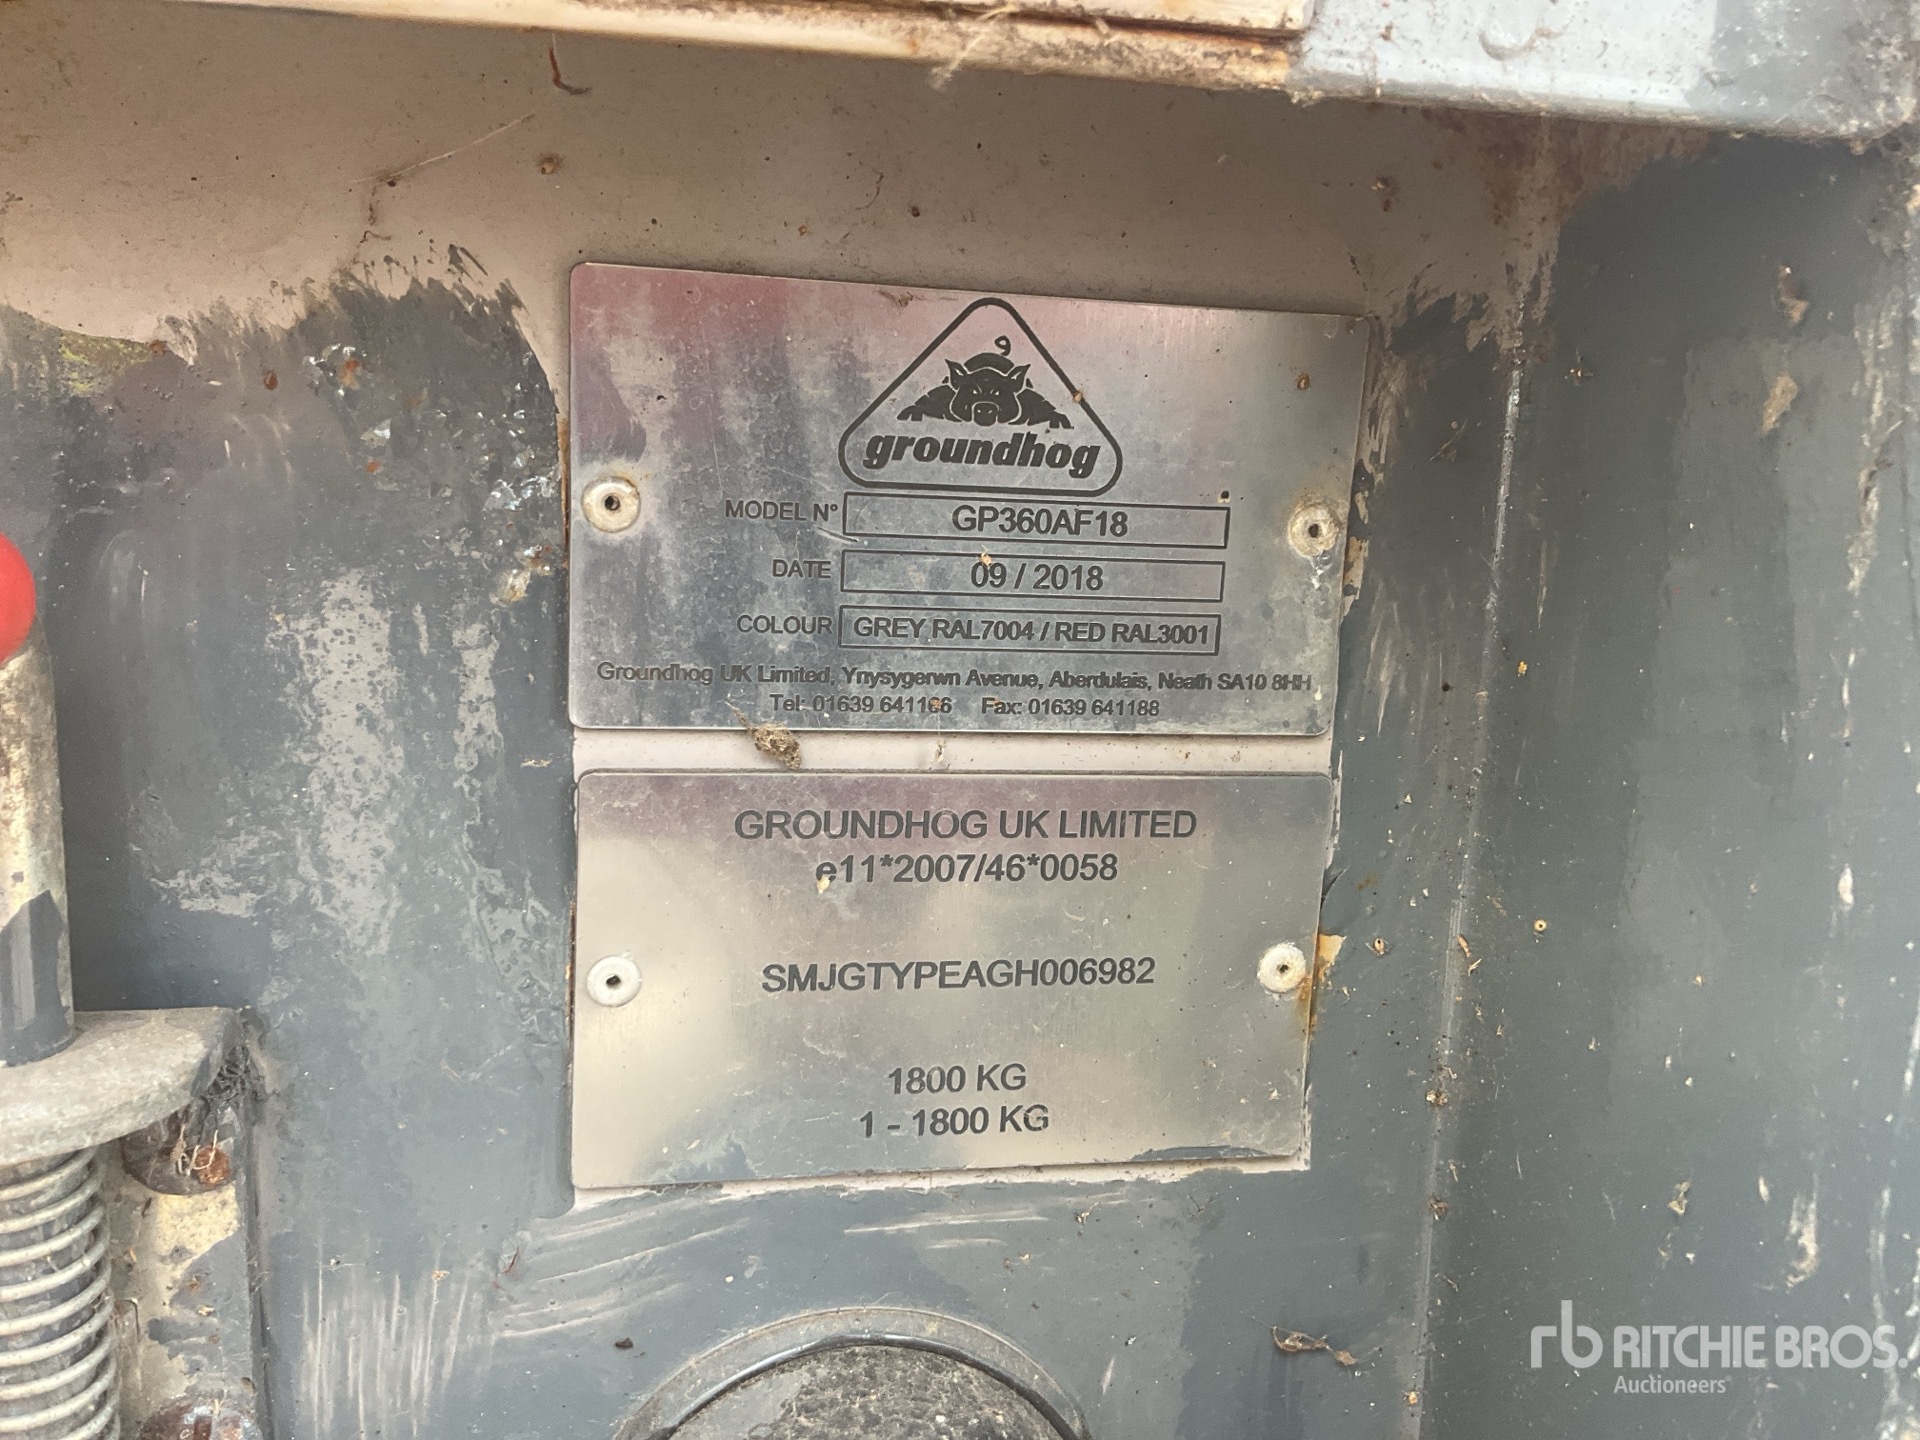 groundhog
MODEL N° GP360AF18
DATE 09 / 2018
COLOUR GREY RAL7004 / RED RAL3001
Groundhog UK Limited, Ynysygerwn Avenue, Aberdulais, Neath SA10 8HH
Tel: 01639 641166 Fax: 01639 641188
GROUNDHOG UK LIMITED
e11*2007/46*0058
SMJGTYPEAGH006982
1800 KG
1 - 1800 KG
rb RITCHIE BROS.
Auctioneers